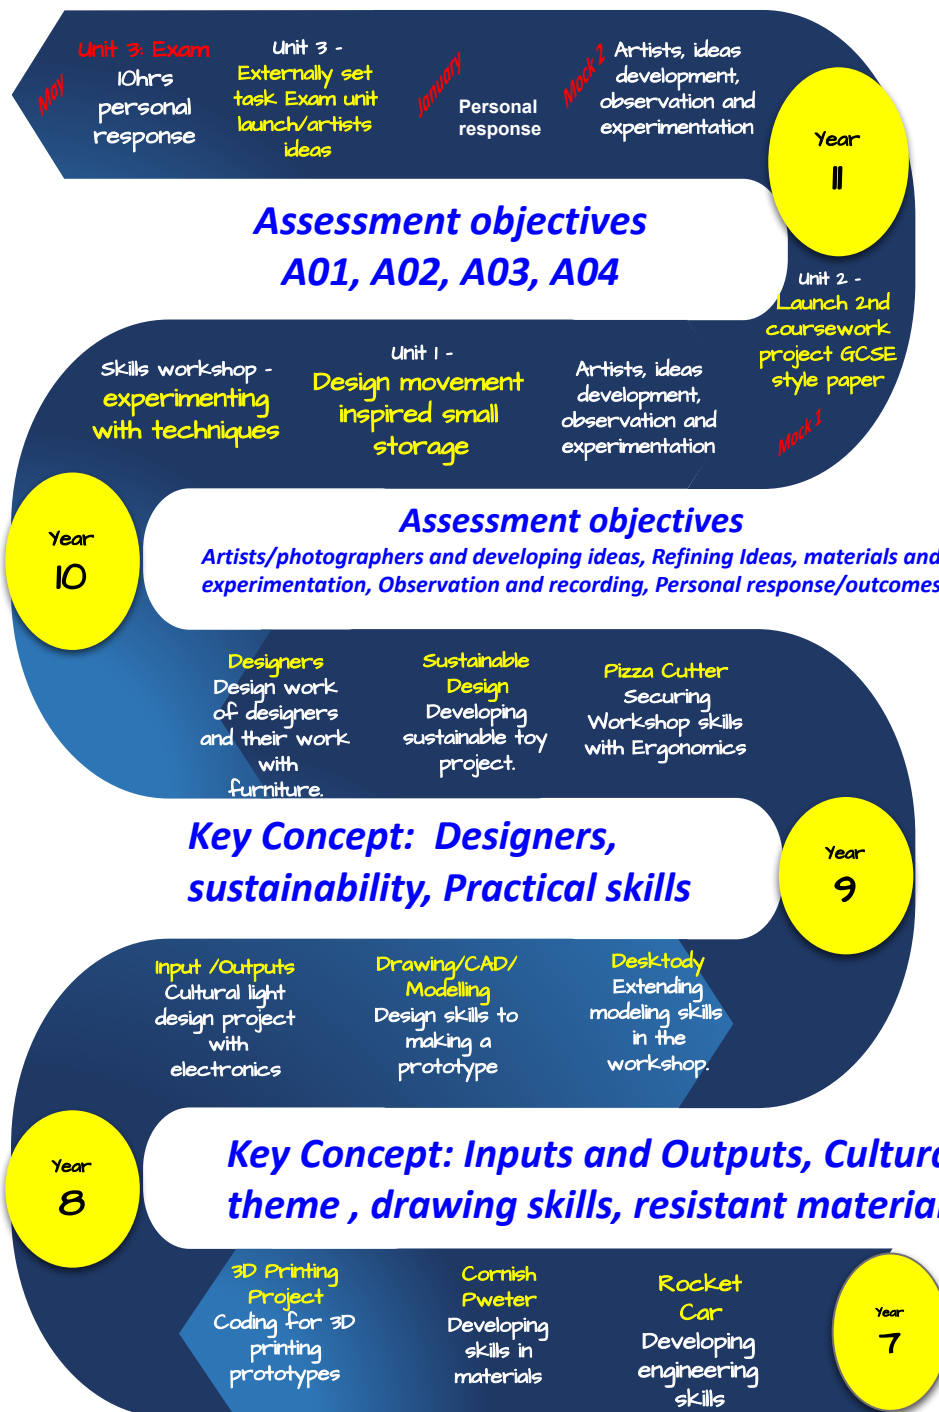 Unit 3: Exam
10hrs
personal
response
May
Unit 3 -
Externally set
task Exam unit
launch/artists
ideas
January
Personal
response
Mock 2
Artists, ideas
development,
observation and
experimentation
Year
11
Assessment objectives
A01, A02, A03, A04
Unit 2 -
Launch 2nd
coursework
project GCSE
style paper
Mock 1
Skills workshop -
experimenting
with techniques
Unit 1 -
Design movement
inspired small
storage
Artists, ideas
development,
observation and
experimentation
Year
10
Assessment objectives
Artists/photographers and developing ideas, Refining Ideas, materials and
experimentation, Observation and recording, Personal response/outcomes
Designers
Design work
of designers
and their work
with
furniture.
Sustainable
Design
Developing
sustainable toy
project.
Pizza Cutter
Securing
Workshop skills
with Ergonomics
Key Concept:  Designers,
sustainability, Practical skills
Year
9
Input /Outputs
Cultural light
design project
with
electronics
Drawing/CAD/
Modelling
Design skills to
making a
prototype
Desktody
Extending
modeling skills
in the
workshop.
Year
8
Key Concept: Inputs and Outputs, Cultura
theme , drawing skills, resistant material
3D Printing
Project
Coding for 3D
printing
prototypes
Cornish
Pweter
Developing
skills in
materials
Rocket
Car
Developing
engineering
skills
Year
7